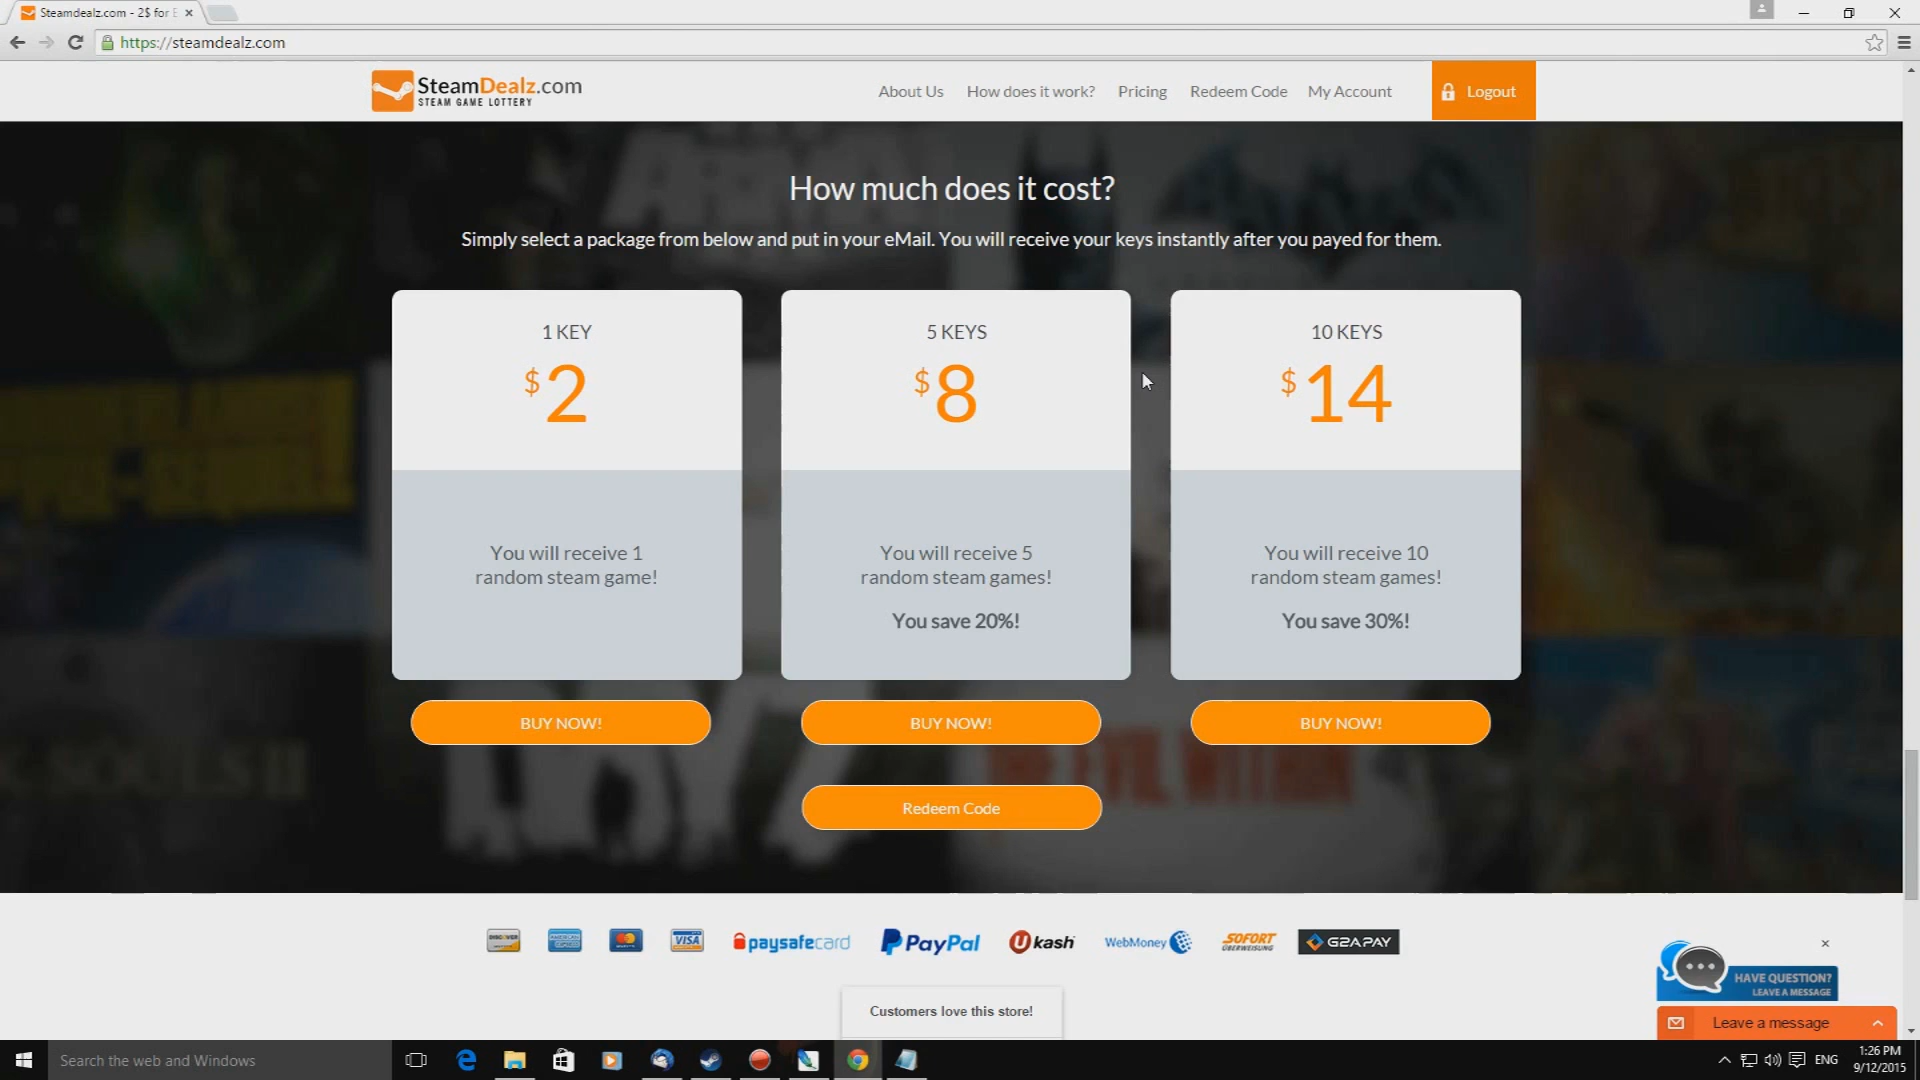 Steamdealz.com - 2$ for E
https://steamdealz.com
SteamDealz.com
STEAM GAME LOTTERY
About Us
How does it work?
Pricing
Redeem Code
My Account
Logout
How much does it cost?
Simply select a package from below and put in your eMail. You will receive your keys instantly after you payed for them.
1 KEY
$2
You will receive 1
random steam game!
BUY NOW!
5 KEYS
$8
You will receive 5
random steam games!
You save 20%!
BUY NOW!
10 KEYS
$14
You will receive 10
random steam games!
You save 30%!
BUY NOW!
THE EVIL WITHIN
Redeem Code
DISCOVER
AMERICAN EXPRESS
VISA
paysafecard
PayPal
Ukash
WebMoney
SOFORT
ÜBERWEISUNG
G2A PAY
HAVE QUESTION?
LEAVE A MESSAGE
Customers love this store!
Leave a message
Search the web and Windows
ENG
1:26 PM
9/12/2015